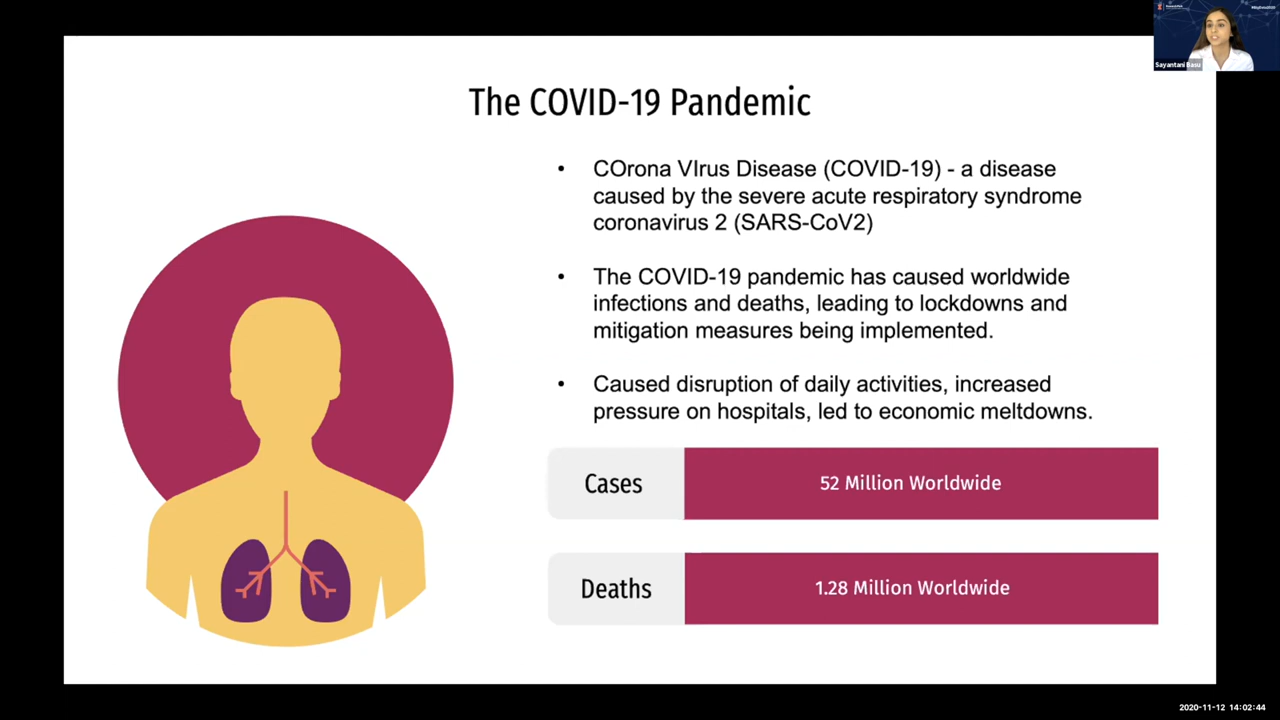 Sayantani Basu
The COVID-19 Pandemic
• COrona VIrus Disease (COVID-19) - a disease
caused by the severe acute respiratory syndrome
coronavirus 2 (SARS-CoV2)
• The COVID-19 pandemic has caused worldwide
infections and deaths, leading to lockdowns and
mitigation measures being implemented.
• Caused disruption of daily activities, increased
pressure on hospitals, led to economic meltdowns.
Cases
52 Million Worldwide
Deaths
1.28 Million Worldwide
2020-11-12 14:02:44